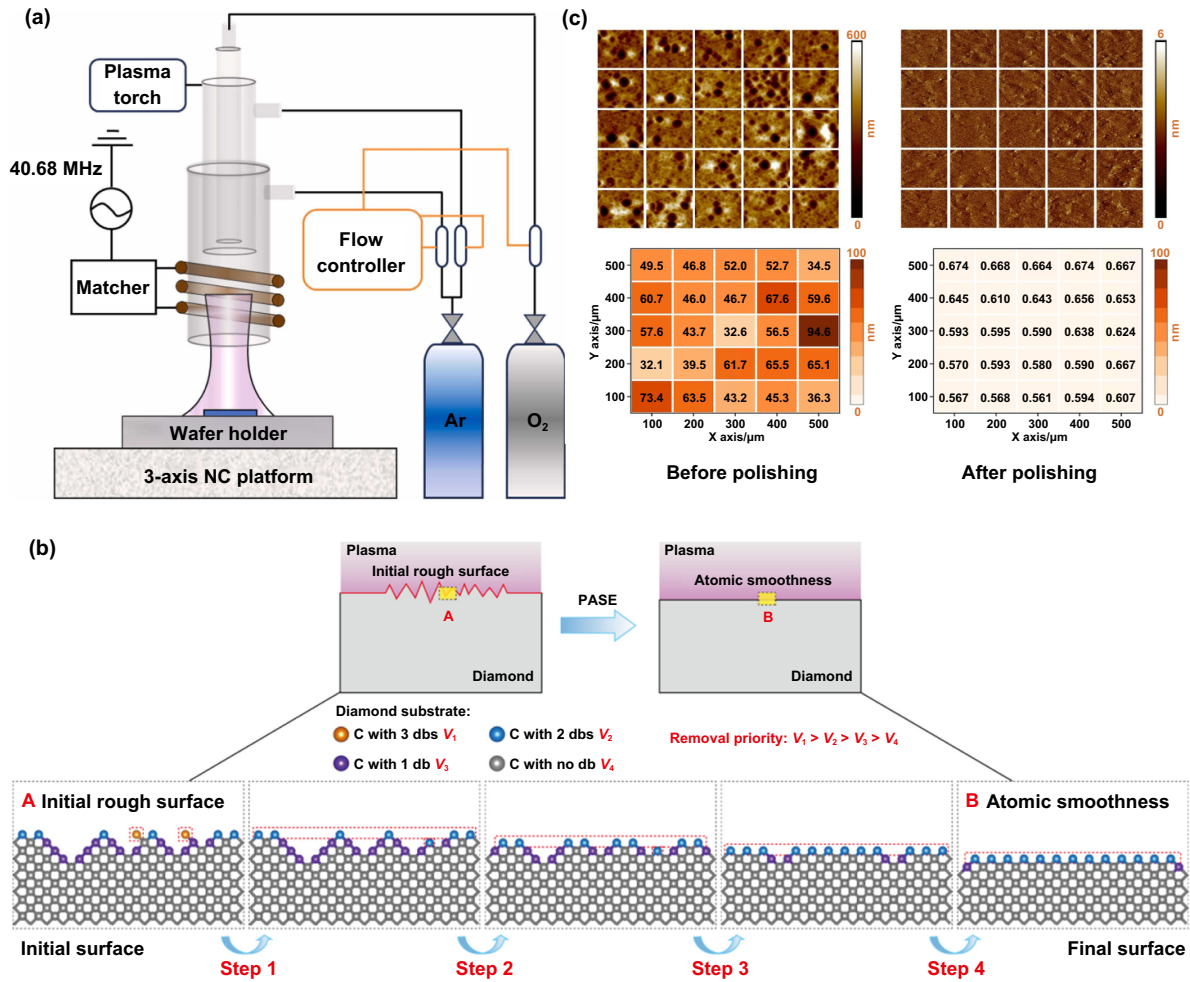 (a)
Plasma
torch
40.68 MHz
Matcher
Flow
controller
Ar
O₂
Wafer holder
3-axis NC platform
(c)
600
nm
0
6
nm
0
500
400
300
200
100
Y axis/μm
49.5 46.8 52.0 52.7 34.5
60.7 46.0 46.7 67.6 59.6
57.6 43.7 32.6 56.5 94.6
32.1 39.5 61.7 65.5 65.1
73.4 63.5 43.2 45.3 36.3
100 200 300 400 500
X axis/μm
100
nm
0
Before polishing
500
400
300
200
100
Y axis/μm
0.674 0.668 0.664 0.674 0.667
0.645 0.610 0.643 0.656 0.653
0.593 0.595 0.590 0.638 0.624
0.570 0.593 0.580 0.590 0.667
0.567 0.568 0.561 0.594 0.607
100 200 300 400 500
X axis/μm
100
nm
0
After polishing
(b)
Plasma
Initial rough surface
A
Diamond
PASE
Plasma
Atomic smoothness
B
Diamond
Diamond substrate:
C with 3 dbs V₁
C with 2 dbs V₂
C with 1 db V₃
C with no db V₄
Removal priority: V₁ > V₂ > V₃ > V₄
A Initial rough surface
B Atomic smoothness
Initial surface
Step 1
Step 2
Step 3
Step 4
Final surface